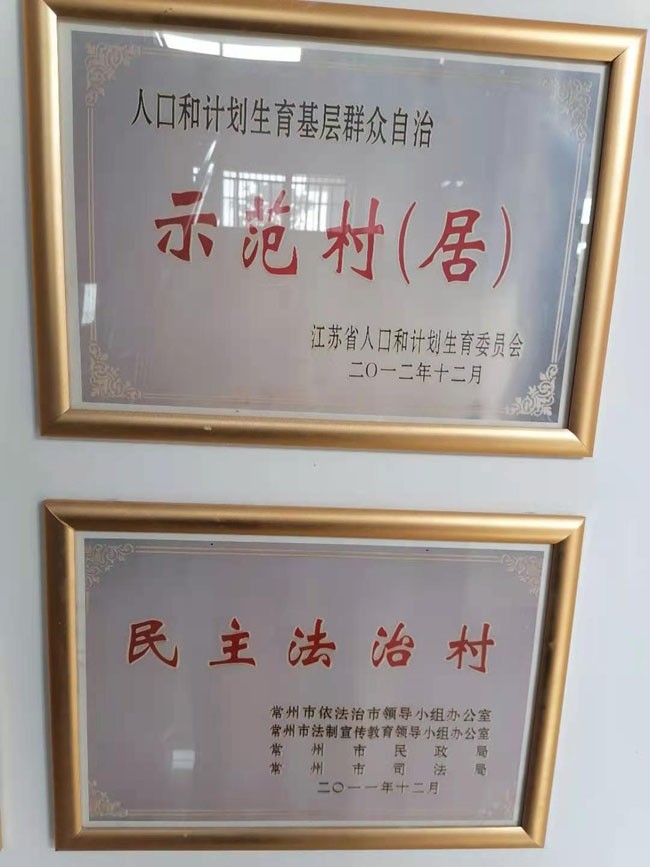 人口和计划生育基层群众自治
示范村(居)
江苏省人口和计划生育委员会
二〇一二年十二月
民主法治村
常州市依法治市领导小组办公室
常州市法制宣传教育领导小组办公室
常州市民政局
常州市司法局
二〇一一年十二月